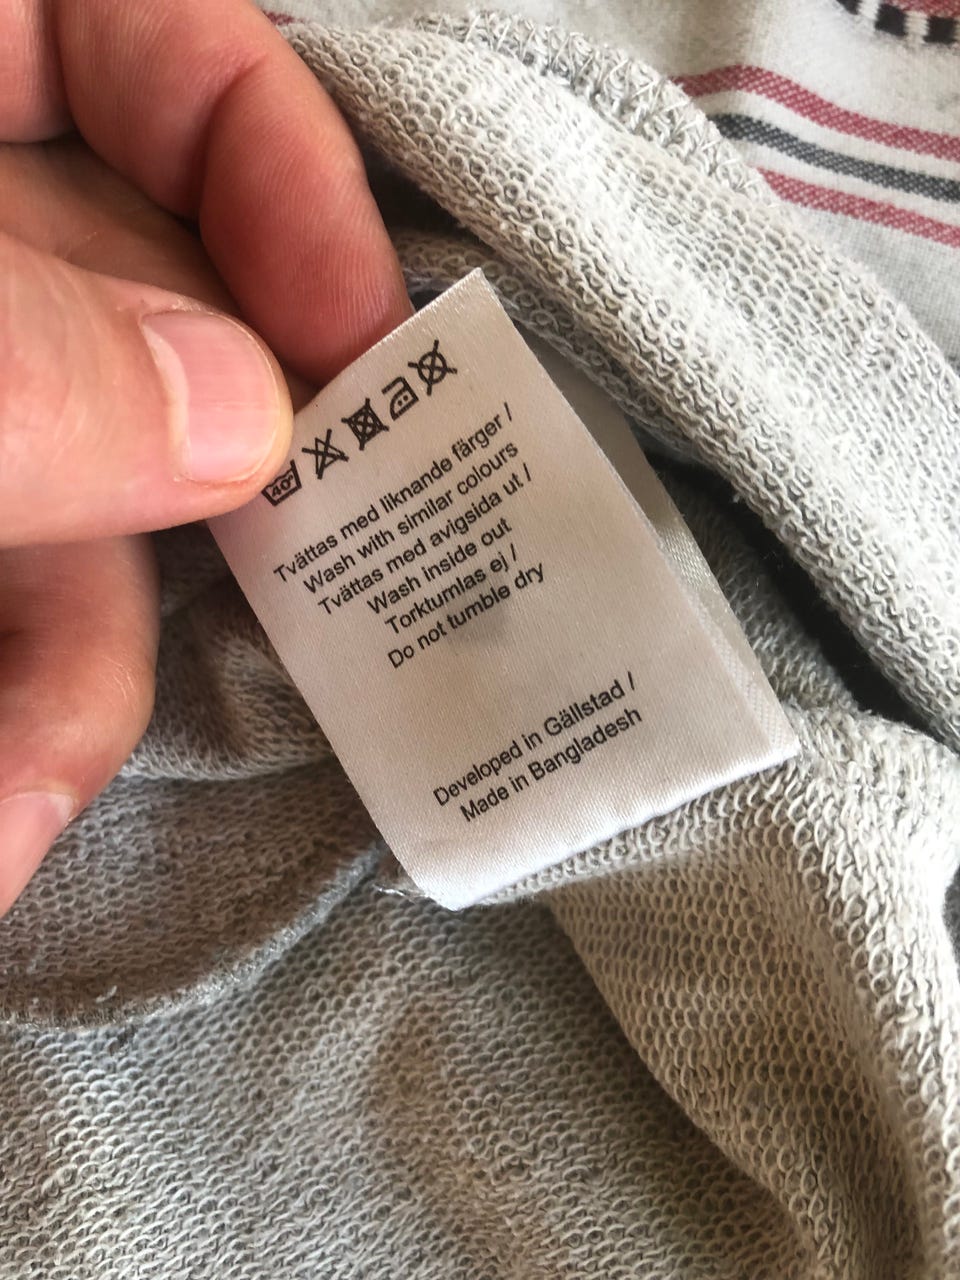 40°
Tvättas med liknande färger /
Wash with similar colours
Tvättas med avigsida ut /
Wash inside out
Torktumlas ej /
Do not tumble dry
Developed in Gällstad /
Made in Bangladesh